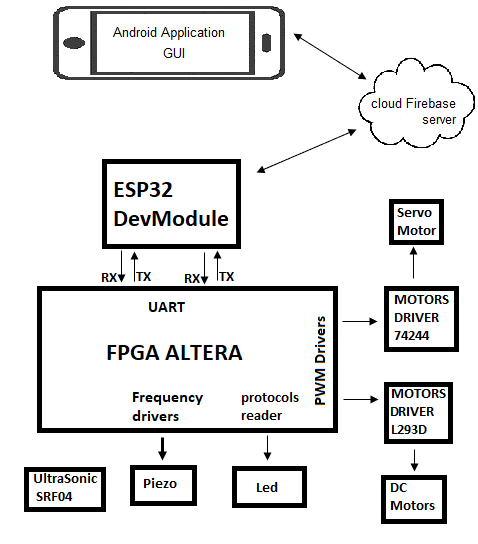 Android Application
GUI
cloud Firebase
server
ESP32
DevModule
Servo
Motor
RX
TX
RX
TX
UART
FPGA ALTERA
PWM Drivers
MOTORS
DRIVER
74244
Frequency
drivers
protocols
reader
MOTORS
DRIVER
L293D
UltraSonic
SRF04
Piezo
Led
DC
Motors